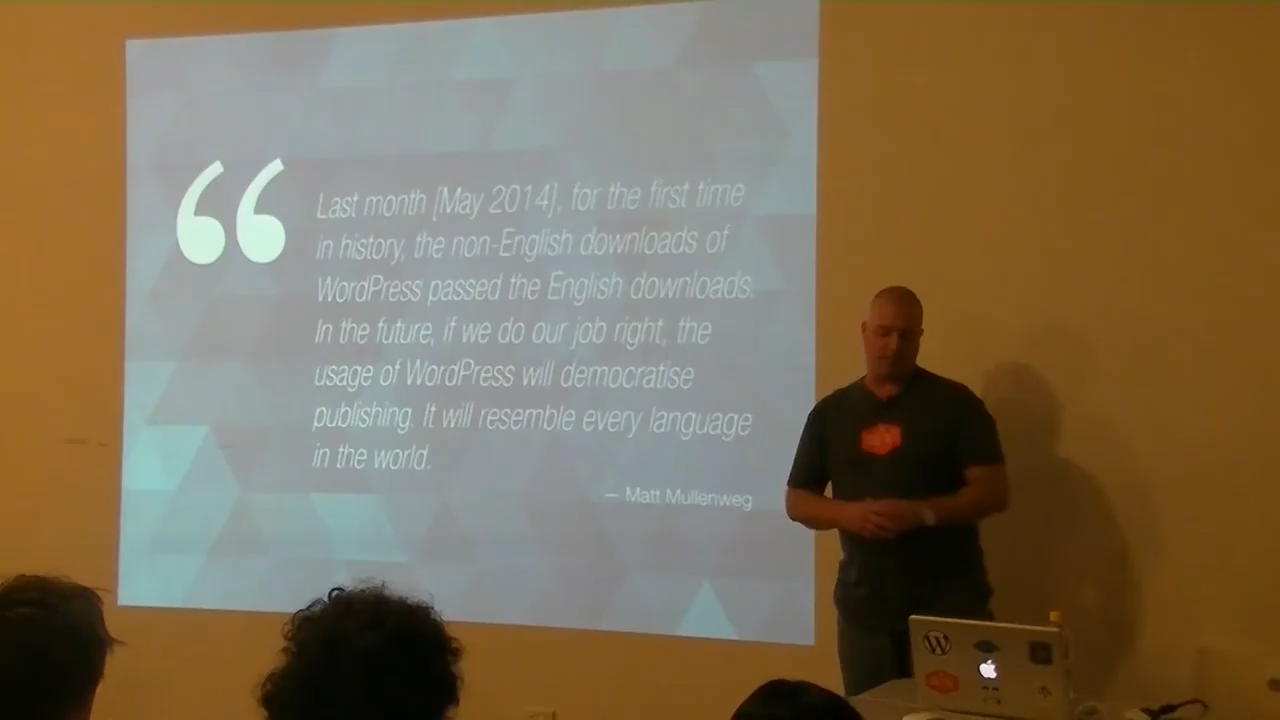 Last month [May 2014], for the first time
in history, the non-English downloads of
WordPress passed the English downloads.
In the future, if we do our job right, the
usage of WordPress will democratise
publishing. It will resemble every language
in the world.
— Matt Mullenweg